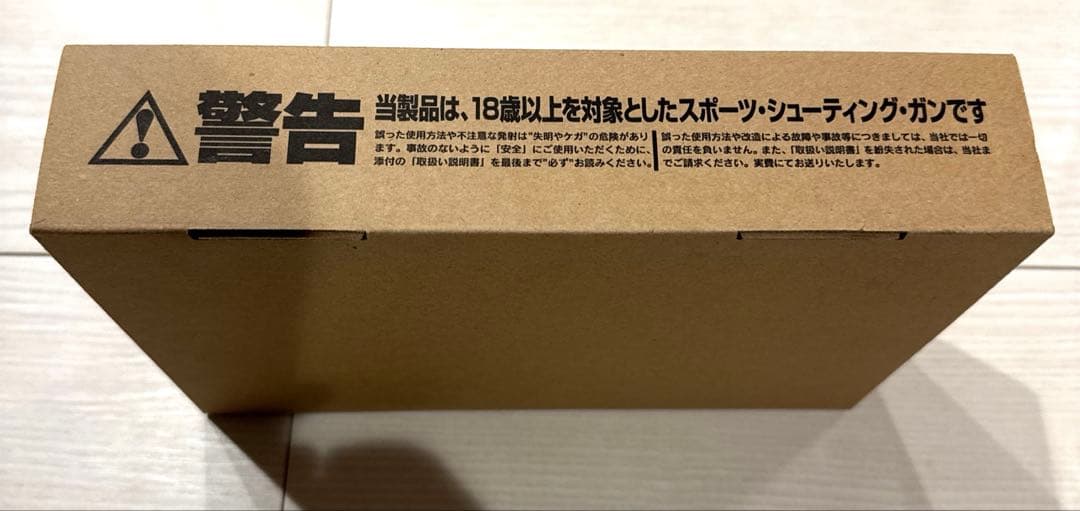 警告
当製品は、18歳以上を対象としたスポーツ・シューティング・ガンです
誤った使用方法や不注意な発射は"失明やケガ"の危険があり
ます。事故のないように「安全」にご使用いただくために、
添付の「取扱い説明書」を最後まで"必ず"お読みください。
誤った使用方法や改造による故障や事故等につきましては、当社では一切
の責任を負いません。また、「取扱い説明書」を紛失された場合は、当社ま
でご請求ください。実費にてお送りいたします。